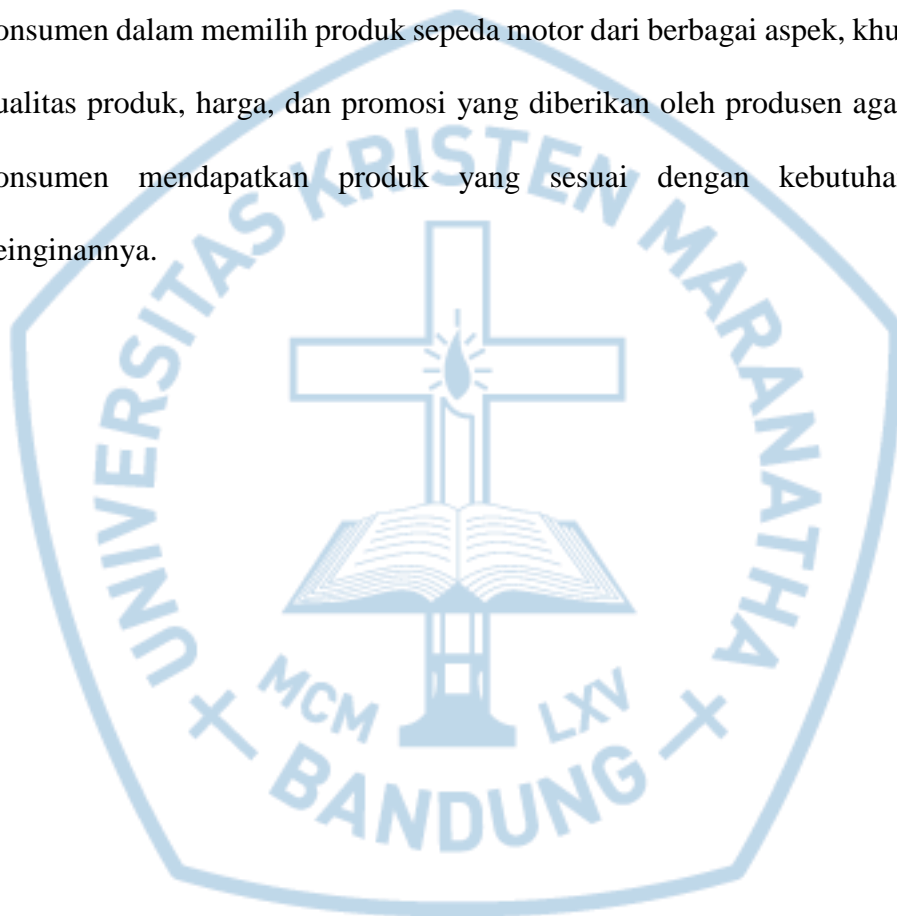 onsumen dalam memilih produk sepeda motor dari berbagai aspek, khu
ualitas produk, harga, dan promosi yang diberikan oleh produsen aga
onsumen mendapatkan produk yang sesuai dengan kebutuha
einginannya.
UNIVERSITAS KRISTEN MARANATHA
MCM LXV
BANDUNG